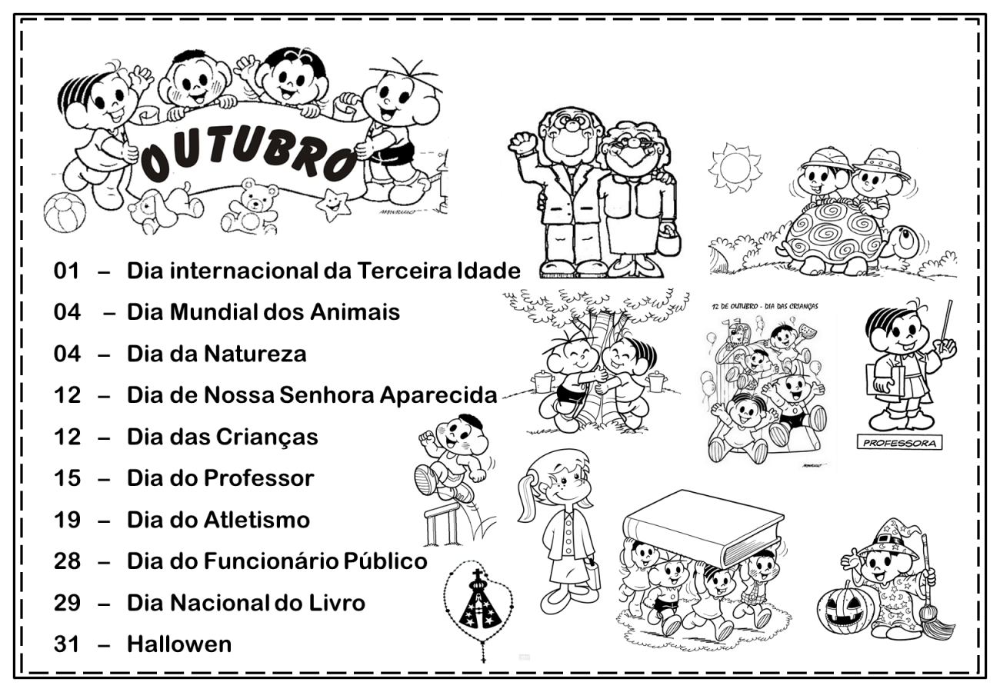 OUTUBRO
01 – Dia internacional da Terceira Idade
04 – Dia Mundial dos Animais
04 – Dia da Natureza
12 – Dia de Nossa Senhora Aparecida
12 – Dia das Crianças
15 – Dia do Professor
19 – Dia do Atletismo
28 – Dia do Funcionário Público
29 – Dia Nacional do Livro
31 – Hallowen
12 DE OUTUBRO - DIA DAS CRIANÇAS
PROFESSORA